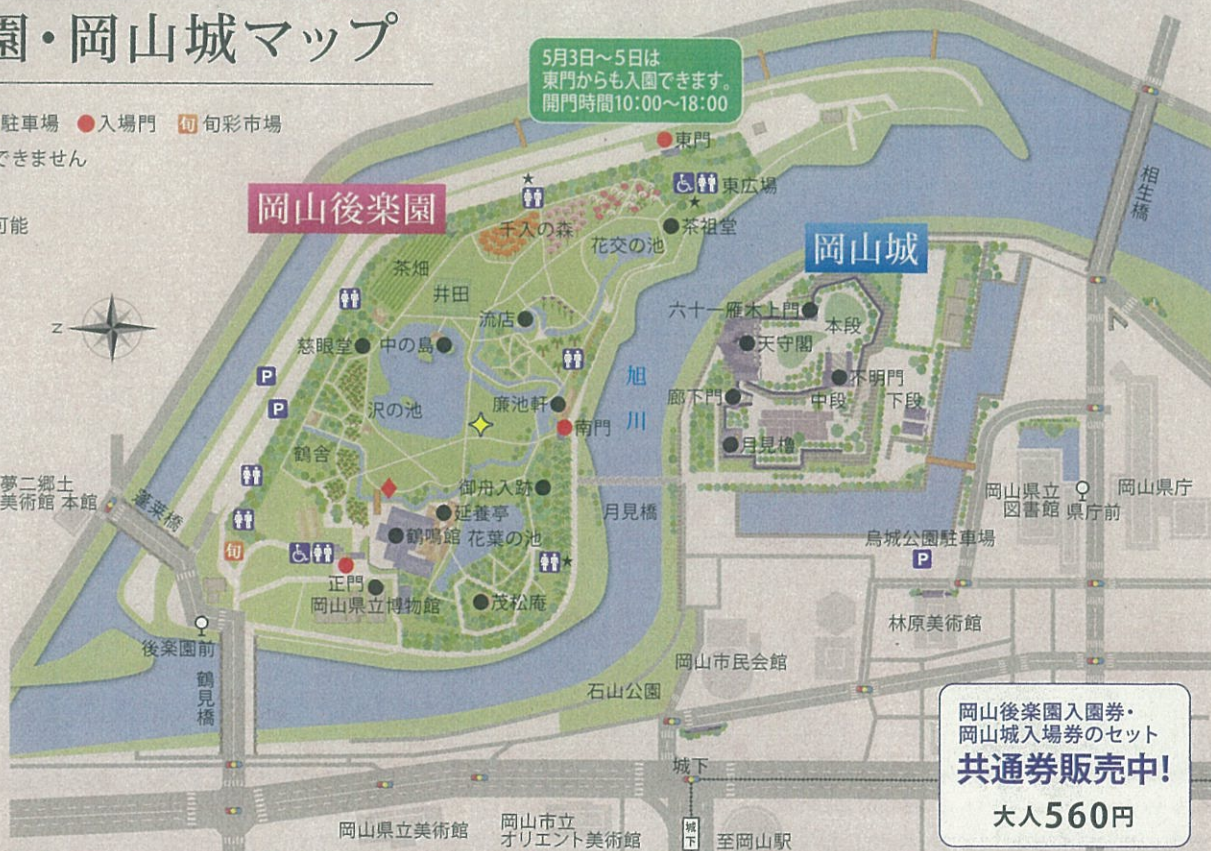 園・岡山城マップ
5月3日〜5日は
東門からも入園できます。
開門時間10:00〜18:00
駐車場 ●入場門 旬 旬彩市場
できません
可能
岡山後楽園
岡山城
東門
東広場
千入の森
茶祖堂
花交の池
茶畑
井田
流店
慈眼堂
中の島
沢の池
廉池軒
南門
鶴舎
御舟入跡
延養亭
鶴鳴館
花葉の池
正門
岡山県立博物館
茂松庵
旬
P
P
N
夢二郷土
美術館 本館
蓬莱橋
後楽園前
鶴見橋
旭川
月見橋
相生橋
六十一雁木上門
本段
天守閣
不明門
廊下門
中段
下段
月見櫓
岡山県立
図書館
県庁前
岡山県庁
烏城公園駐車場
P
林原美術館
岡山市民会館
石山公園
城下
城下
至岡山駅
岡山県立美術館
岡山市立
オリエント美術館
岡山後楽園入園券・
岡山城入場券のセット
共通券販売中!
大人560円